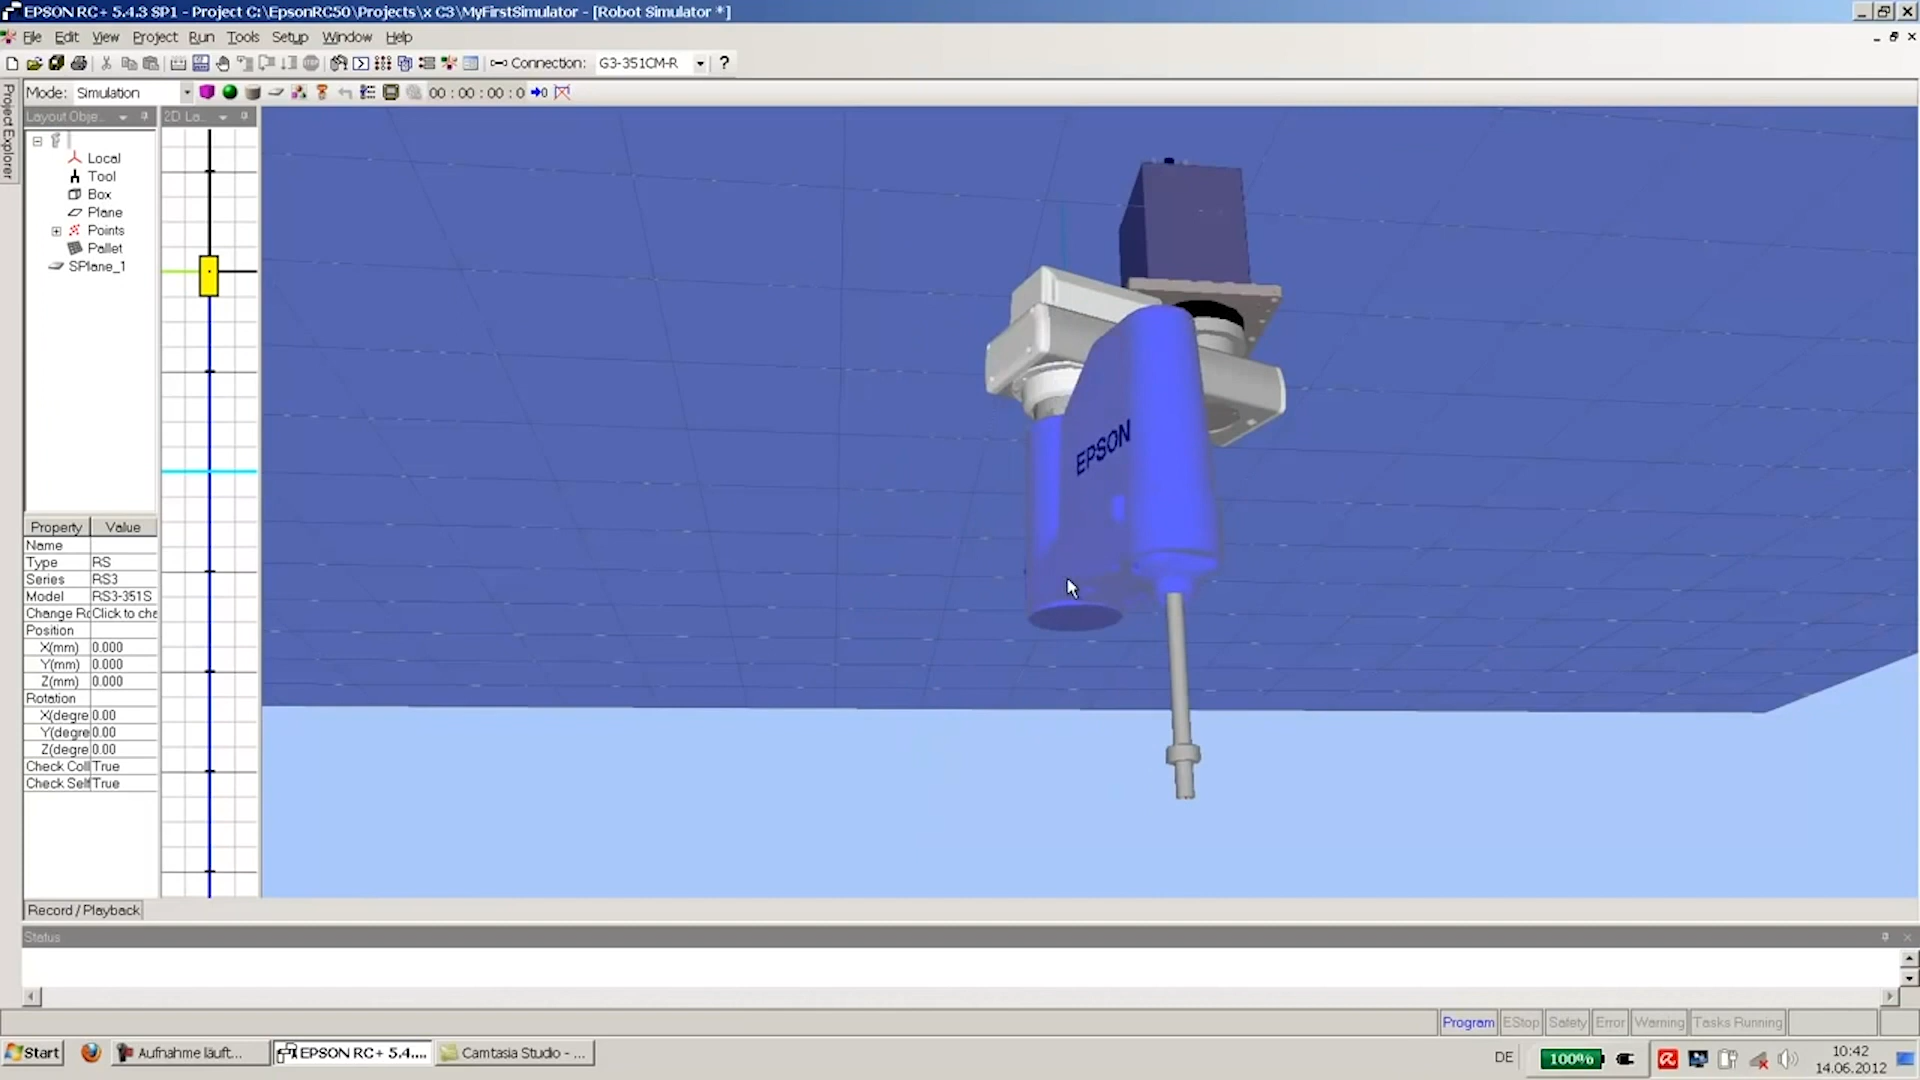 EPSON RC+ 5.4.3 SP1 - Project C:\EpsonRC50\Projects\x C3\MyFirstSimulator - [Robot Simulator *]
File Edit View Project Run Tools Setup Window Help
Connection: G3-351CM-R ?
Mode: Simulation 00 : 00 : 00 : 0
Project Explorer
Layout Obje...
2D La...
Local
Tool
Box
Plane
Points
Pallet
SPlane_1
EPSON
Property Value
Name
Type RS
Series RS3
Model RS3-351S
Change Ro Click to cha
Position
X(mm) 0.000
Y(mm) 0.000
Z(mm) 0.000
Rotation
X(degre 0.00
Y(degre 0.00
Z(degre 0.00
Check Coll True
Check Self True
Record / Playback
Status
Program EStop Safety Error Warning Tasks Running
Start Aufnahme läuft... EPSON RC+ 5.4.... Camtasia Studio - ... DE 100% 10:42
14.06.2012